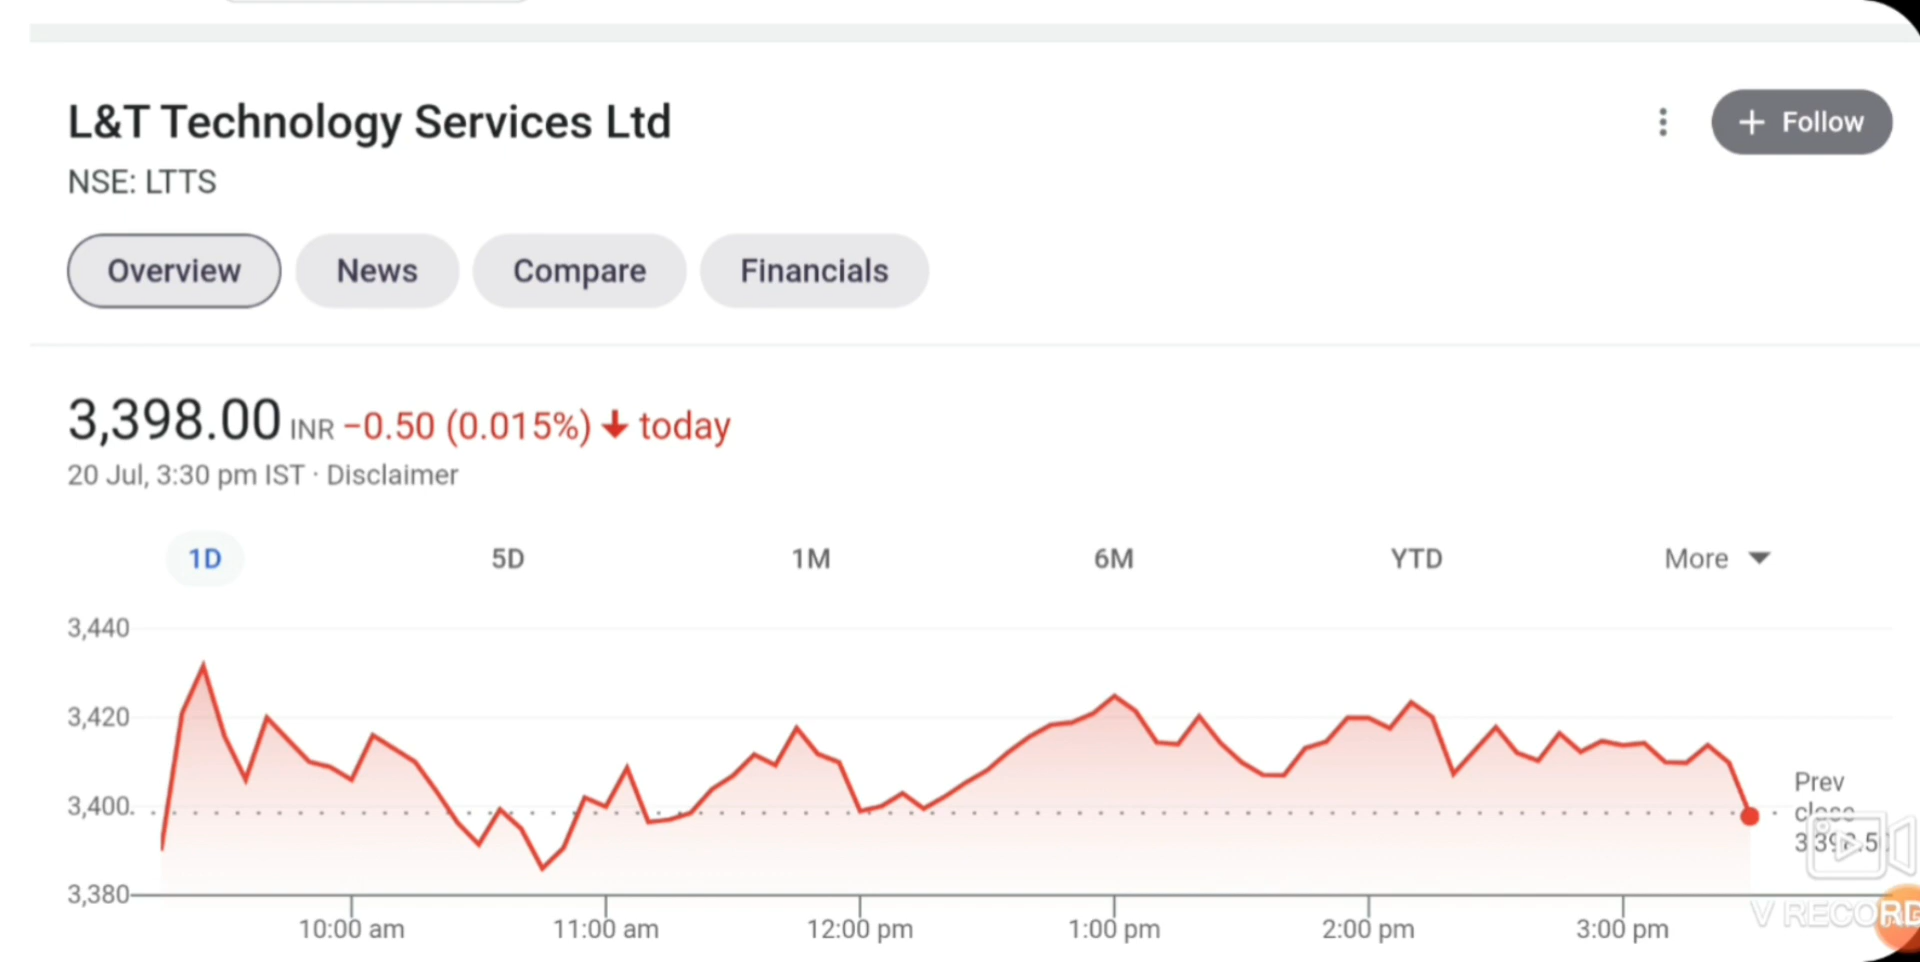 L&T Technology Services Ltd
+ Follow
NSE: LTTS
Overview News Compare Financials
3,398.00 INR −0.50 (0.015%) ↓ today
20 Jul, 3:30 pm IST · Disclaimer
1D 5D 1M 6M YTD More
3,440
3,420
3,400
3,380
Prev
close
10:00 am 11:00 am 12:00 pm 1:00 pm 2:00 pm 3:00 pm
V RECORD